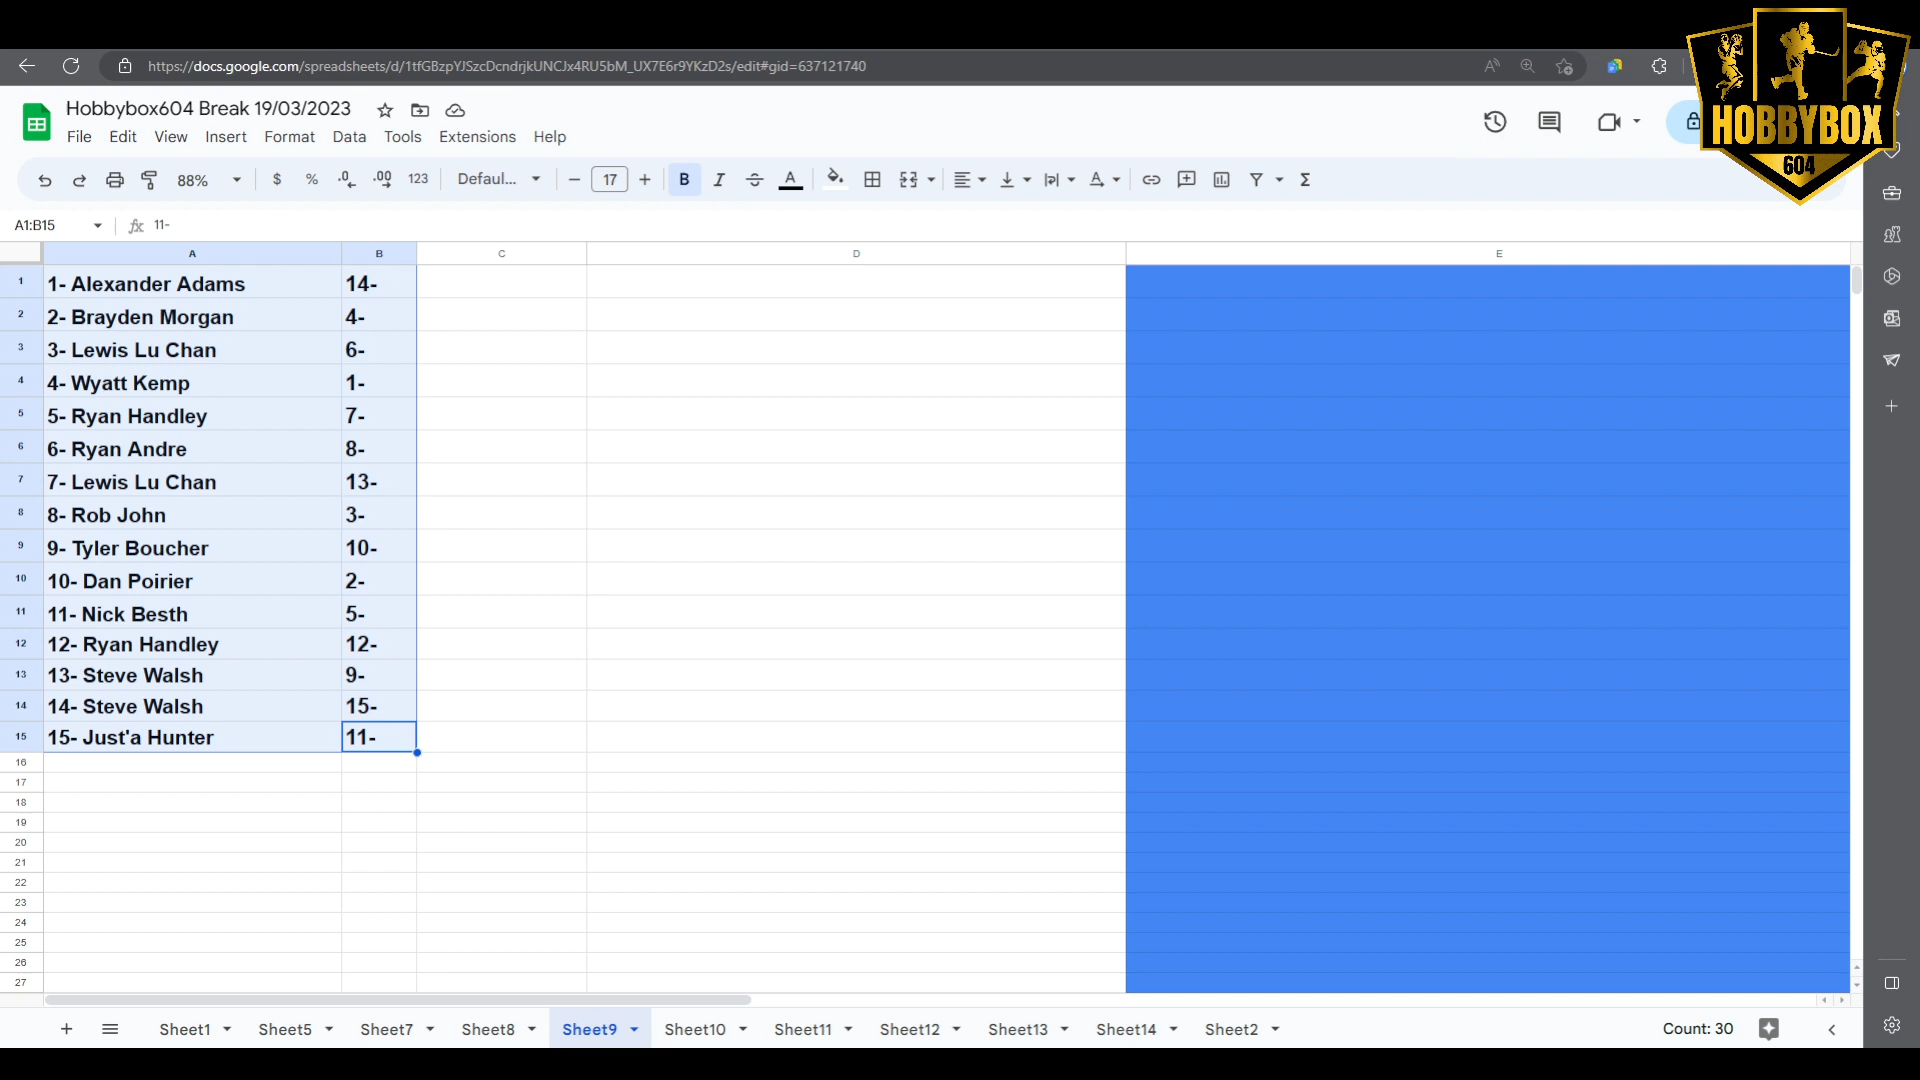 https://docs.google.com/spreadsheets/d/1tfGBzpYJSzcDcndrjkUNCJx4RU5bM_UX7E6r9YKzD2s/edit#gid=637121740
HOBBYBOX
604
Hobbybox604 Break 19/03/2023
File Edit View Insert Format Data Tools Extensions Help
88% $ % .0 .00 123 Defaul... 17 B I A Σ
A1:B15 fx 11-
A B C D E
1 1- Alexander Adams 14-
2 2- Brayden Morgan 4-
3 3- Lewis Lu Chan 6-
4 4- Wyatt Kemp 1-
5 5- Ryan Handley 7-
6 6- Ryan Andre 8-
7 7- Lewis Lu Chan 13-
8 8- Rob John 3-
9 9- Tyler Boucher 10-
10 10- Dan Poirier 2-
11 11- Nick Besth 5-
12 12- Ryan Handley 12-
13 13- Steve Walsh 9-
14 14- Steve Walsh 15-
15 15- Just'a Hunter 11-
16
17
18
19
20
21
22
23
24
25
26
27
Sheet1 Sheet5 Sheet7 Sheet8 Sheet9 Sheet10 Sheet11 Sheet12 Sheet13 Sheet14 Sheet2 Count: 30